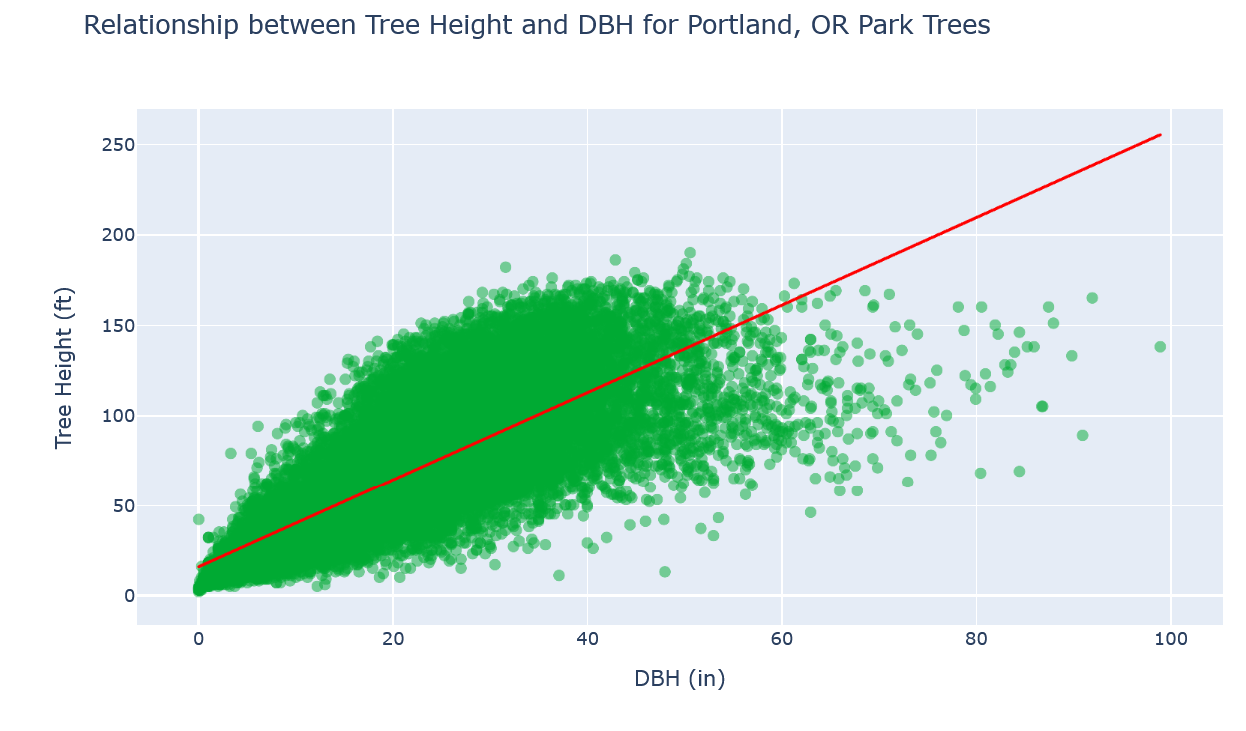 Relationship between Tree Height and DBH for Portland, OR Park Trees
250
200
150
100
50
0
Tree Height (ft)
0 20 40 60 80 100
DBH (in)